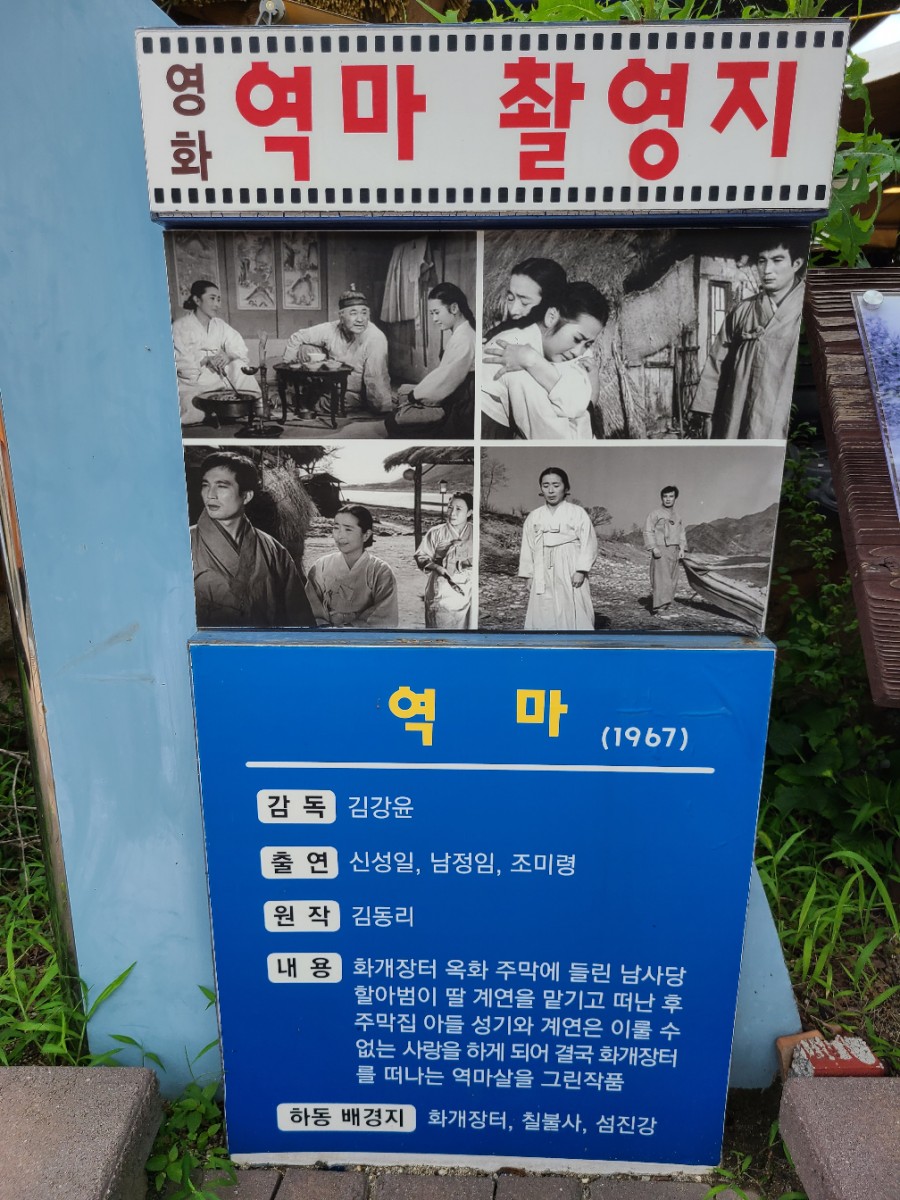 영화 역마 촬영지
역 마 (1967)
감 독 김강윤
출 연 신성일, 남정임, 조미령
원 작 김동리
내 용 화개장터 옥화 주막에 들린 남사당
할아범이 딸 계연을 맡기고 떠난 후
주막집 아들 성기와 계연은 이룰 수
없는 사랑을 하게 되어 결국 화개장터
를 떠나는 역마살을 그린작품
하동 배경지 화개장터, 칠불사, 섬진강